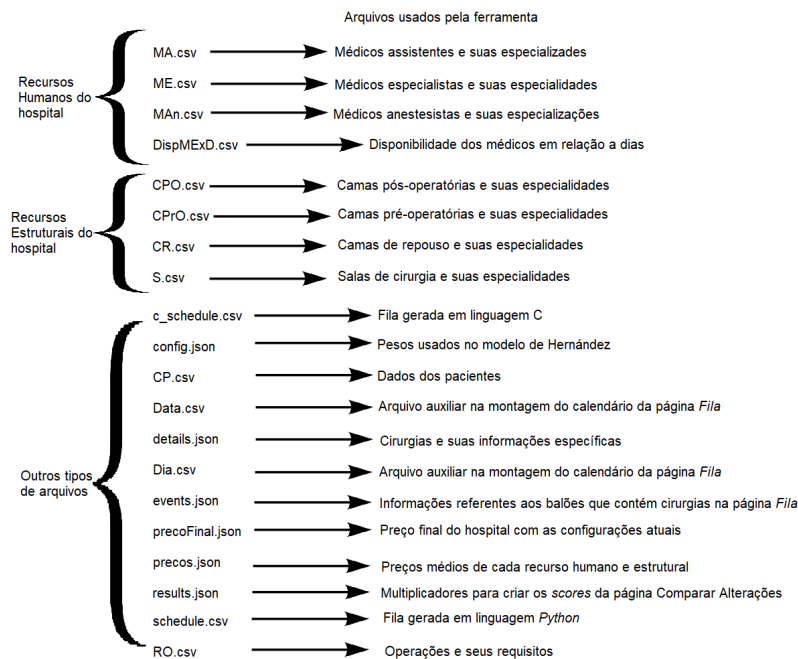 Arquivos usados pela ferramenta
Recursos
Humanos do
hospital
MA.csv Médicos assistentes e suas especializades
ME.csv Médicos especialistas e suas especialidades
MAn.csv Médicos anestesistas e suas especializações
DispMExD.csv Disponibilidade dos médicos em relação a dias
Recursos
Estruturais do
hospital
CPO.csv Camas pós-operatórias e suas especialidades
CPrO.csv Camas pré-operatórias e suas especialidades
CR.csv Camas de repouso e suas especialidades
S.csv Salas de cirurgia e suas especialidades
Outros tipos
de arquivos
c_schedule.csv Fila gerada em linguagem C
config.json Pesos usados no modelo de Hernández
CP.csv Dados dos pacientes
Data.csv Arquivo auxiliar na montagem do calendário da página Fila
details.json Cirurgias e suas informações específicas
Dia.csv Arquivo auxiliar na montagem do calendário da página Fila
events.json Informações referentes aos balões que contém cirurgias na página Fila
precoFinal.json Preço final do hospital com as configurações atuais
precos.json Preços médios de cada recurso humano e estrutural
results.json Multiplicadores para criar os scores da página Comparar Alterações
schedule.csv Fila gerada em linguagem Python
RO.csv Operações e seus requisitos